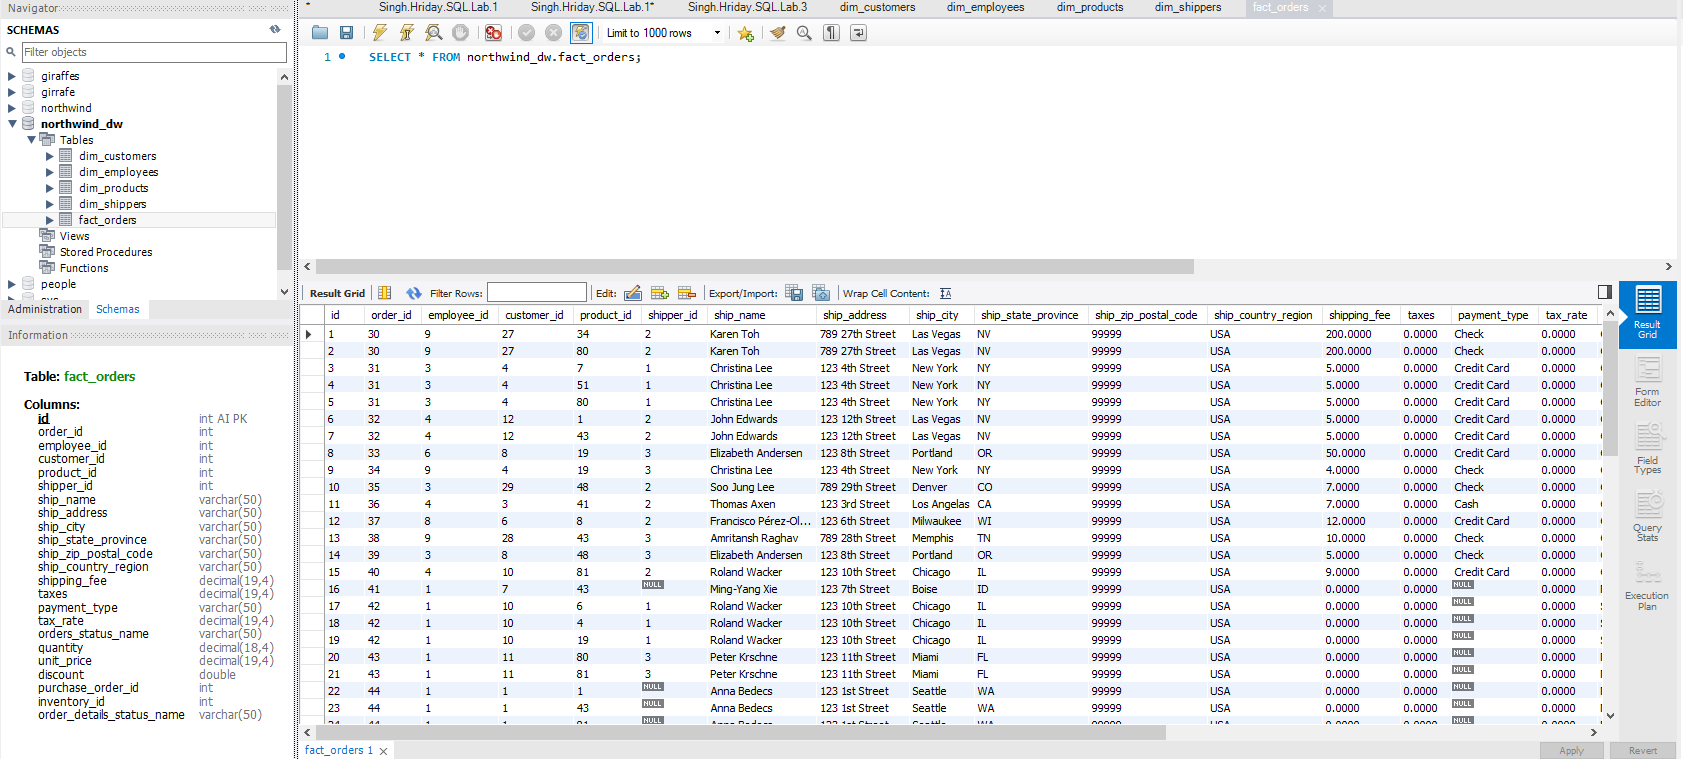 Navigator
SCHEMAS
Filter objects
giraffes
girrafe
northwind
northwind_dw
Tables
dim_customers
dim_employees
dim_products
dim_shippers
fact_orders
Views
Stored Procedures
Functions
people
Administration Schemas
Information
Table: fact_orders
Columns:
id int AI PK
order_id int
employee_id int
customer_id int
product_id int
shipper_id int
ship_name varchar(50)
ship_address varchar(50)
ship_city varchar(50)
ship_state_province varchar(50)
ship_zip_postal_code varchar(50)
ship_country_region varchar(50)
shipping_fee decimal(19,4)
taxes decimal(19,4)
payment_type varchar(50)
tax_rate decimal(19,4)
orders_status_name varchar(50)
quantity decimal(18,4)
unit_price decimal(19,4)
discount double
purchase_order_id int
inventory_id int
order_details_status_name varchar(50)
* Singh.Hriday.SQL.Lab.1 Singh.Hriday.SQL.Lab.1* Singh.Hriday.SQL.Lab.3 dim_customers dim_employees dim_products dim_shippers fact_orders
Limit to 1000 rows
1 SELECT * FROM northwind_dw.fact_orders;
Result Grid Filter Rows: Edit: Export/Import: Wrap Cell Content:
id order_id employee_id customer_id product_id shipper_id ship_name ship_address ship_city ship_state_province ship_zip_postal_code ship_country_region shipping_fee taxes payment_type tax_rate
1 30 9 27 34 2 Karen Toh 789 27th Street Las Vegas NV 99999 USA 200.0000 0.0000 Check 0.0000
2 30 9 27 80 2 Karen Toh 789 27th Street Las Vegas NV 99999 USA 200.0000 0.0000 Check 0.0000
3 31 3 4 7 1 Christina Lee 123 4th Street New York NY 99999 USA 5.0000 0.0000 Credit Card 0.0000
4 31 3 4 51 1 Christina Lee 123 4th Street New York NY 99999 USA 5.0000 0.0000 Credit Card 0.0000
5 31 3 4 80 1 Christina Lee 123 4th Street New York NY 99999 USA 5.0000 0.0000 Credit Card 0.0000
6 32 4 12 1 2 John Edwards 123 12th Street Las Vegas NV 99999 USA 5.0000 0.0000 Credit Card 0.0000
7 32 4 12 43 2 John Edwards 123 12th Street Las Vegas NV 99999 USA 5.0000 0.0000 Credit Card 0.0000
8 33 6 8 19 3 Elizabeth Andersen 123 8th Street Portland OR 99999 USA 50.0000 0.0000 Credit Card 0.0000
9 34 9 4 19 3 Christina Lee 123 4th Street New York NY 99999 USA 4.0000 0.0000 Check 0.0000
10 35 3 29 48 2 Soo Jung Lee 789 29th Street Denver CO 99999 USA 7.0000 0.0000 Check 0.0000
11 36 4 3 41 2 Thomas Axen 123 3rd Street Los Angelas CA 99999 USA 7.0000 0.0000 Cash 0.0000
12 37 8 6 8 2 Francisco Pérez-Ol... 123 6th Street Milwaukee WI 99999 USA 12.0000 0.0000 Credit Card 0.0000
13 38 9 28 43 3 Amritansh Raghav 789 28th Street Memphis TN 99999 USA 10.0000 0.0000 Check 0.0000
14 39 3 8 48 3 Elizabeth Andersen 123 8th Street Portland OR 99999 USA 5.0000 0.0000 Check 0.0000
15 40 4 10 81 2 Roland Wacker 123 10th Street Chicago IL 99999 USA 9.0000 0.0000 Credit Card 0.0000
16 41 1 7 43 NULL Ming-Yang Xie 123 7th Street Boise ID 99999 USA 0.0000 0.0000 NULL 0.0000
17 42 1 10 6 1 Roland Wacker 123 10th Street Chicago IL 99999 USA 0.0000 0.0000 NULL 0.0000
18 42 1 10 4 1 Roland Wacker 123 10th Street Chicago IL 99999 USA 0.0000 0.0000 NULL 0.0000
19 42 1 10 19 1 Roland Wacker 123 10th Street Chicago IL 99999 USA 0.0000 0.0000 NULL 0.0000
20 43 1 11 80 3 Peter Krschne 123 11th Street Miami FL 99999 USA 0.0000 0.0000 NULL 0.0000
21 43 1 11 81 3 Peter Krschne 123 11th Street Miami FL 99999 USA 0.0000 0.0000 NULL 0.0000
22 44 1 1 1 NULL Anna Bedecs 123 1st Street Seattle WA 99999 USA 0.0000 0.0000 NULL 0.0000
23 44 1 1 43 NULL Anna Bedecs 123 1st Street Seattle WA 99999 USA 0.0000 0.0000 NULL 0.0000
24 44 1 1 81 NULL Anna Bedecs 123 1st Street Seattle WA 99999 USA 0.0000 0.0000 NULL 0.0000
Result
Grid
Form
Editor
Field
Types
Query
Stats
Execution
Plan
fact_orders 1
Apply Revert